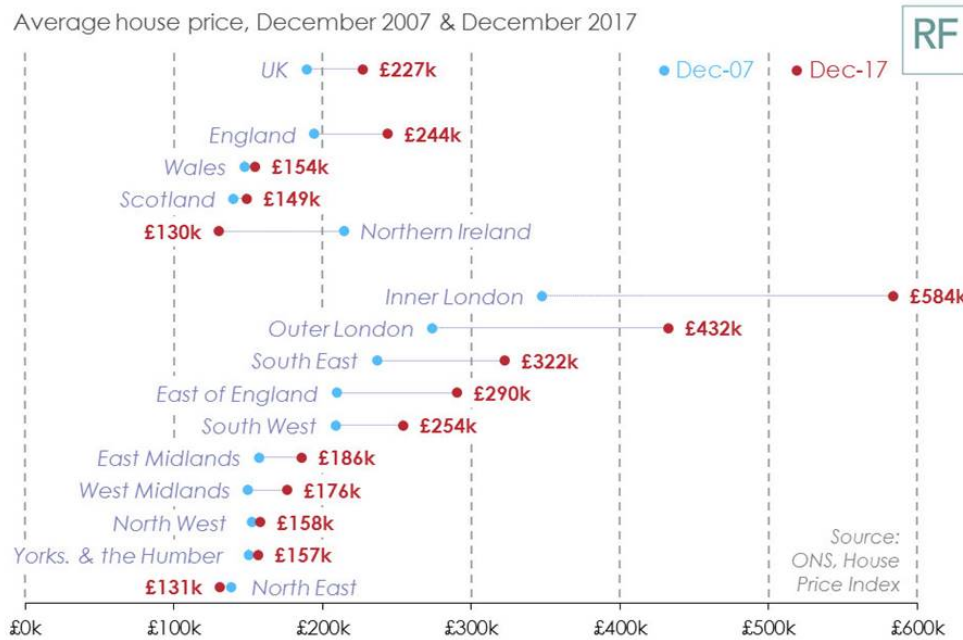 Average house price, December 2007 & December 2017
RF
UK £227k
Dec-07 Dec-17
England £244k
Wales £154k
Scotland £149k
£130k Northern Ireland
Inner London £584k
Outer London £432k
South East £322k
East of England £290k
South West £254k
East Midlands £186k
West Midlands £176k
North West £158k
Yorks. & the Humber £157k
£131k North East
Source:
ONS, House
Price Index
£0k £100k £200k £300k £400k £500k £600k